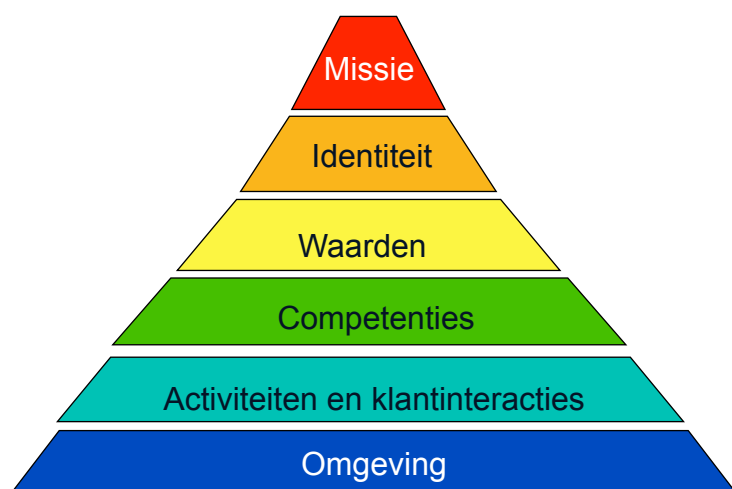 Missie
Identiteit
Waarden
Competenties
Activiteiten en klantinteracties
Omgeving